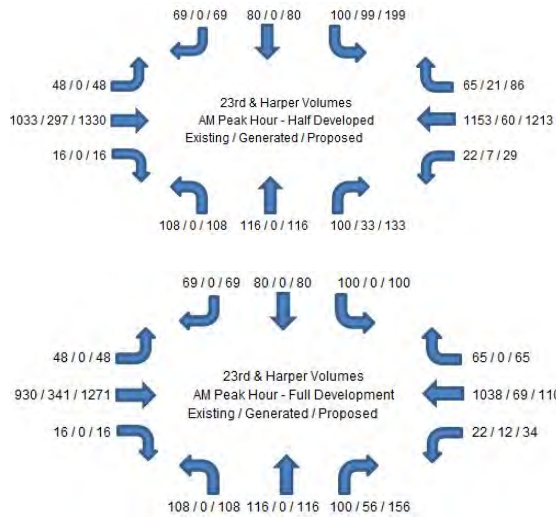 69 / 0 / 69 80 / 0 / 80 100 / 99 / 199
48 / 0 / 48 65 / 21 / 86
1033 / 297 / 1330 23rd & Harper Volumes 1153 / 60 / 1213
AM Peak Hour - Half Developed
Existing / Generated / Proposed
16 / 0 / 16 22 / 7 / 29
108 / 0 / 108 116 / 0 / 116 100 / 33 / 133
69 / 0 / 69 80 / 0 / 80 100 / 0 / 100
48 / 0 / 48 65 / 0 / 65
23rd & Harper Volumes
930 / 341 / 1271 AM Peak Hour - Full Development 1038 / 69 / 110
Existing / Generated / Proposed
16 / 0 / 16 22 / 12 / 34
108 / 0 / 108 116 / 0 / 116 100 / 56 / 156